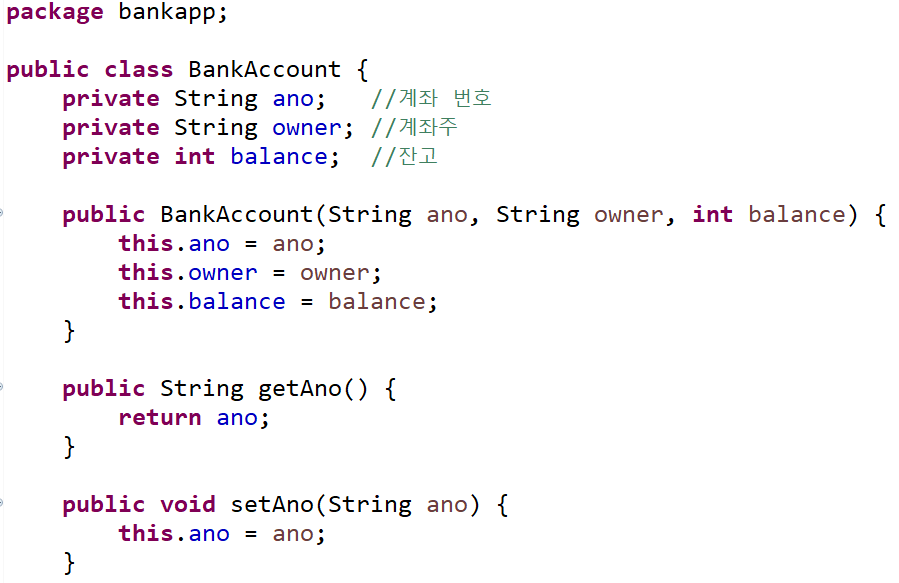 package bankapp;
public class BankAccount {
private String ano; //계좌 번호
private String owner; //계좌주
private int balance; //잔고
public BankAccount(String ano, String owner, int balance) {
this.ano = ano;
this.owner = owner;
this.balance = balance;
}
public String getAno() {
return ano;
}
public void setAno(String ano) {
this.ano = ano;
}